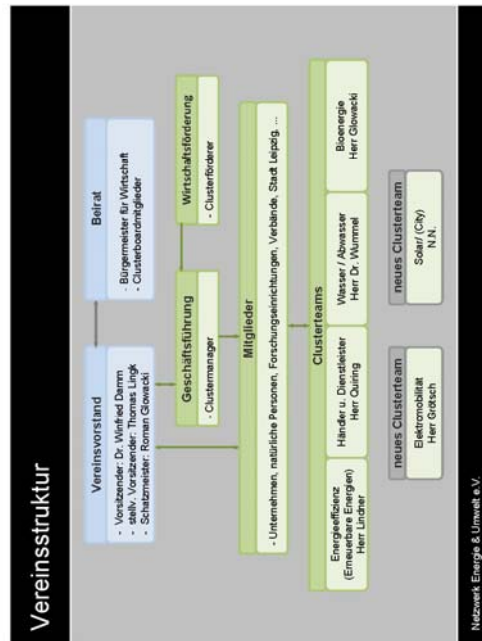 Vereinsstruktur
Vereinsvorstand
- Vorsitzender: Dr. Winfried Damm
- stellv. Vorsitzender: Thomas Lingk
- Schatzmeister: Roman Glowacki
Beirat
- Bürgermeister für Wirtschaft
- Clusterboardmitglieder
Geschäftsführung
- Clustermanager
Wirtschaftsförderung
- Clusterförderer
Mitglieder
- Unternehmen, natürliche Personen, Forschungseinrichtungen, Verbände, Stadt Leipzig, ...
Clusterteams
Energieeffizienz
(Erneuerbare Energien)
Herr Lindner
Händler u. Dienstleister
Herr Quiring
Wasser / Abwasser
Herr Dr. Wummel
Bioenergie
Herr Glowacki
neues Clusterteam
Elektromobilität
Herr Grötsch
neues Clusterteam
Solar/ (City)
N.N.
Netzwerk Energie & Umwelt e.V.